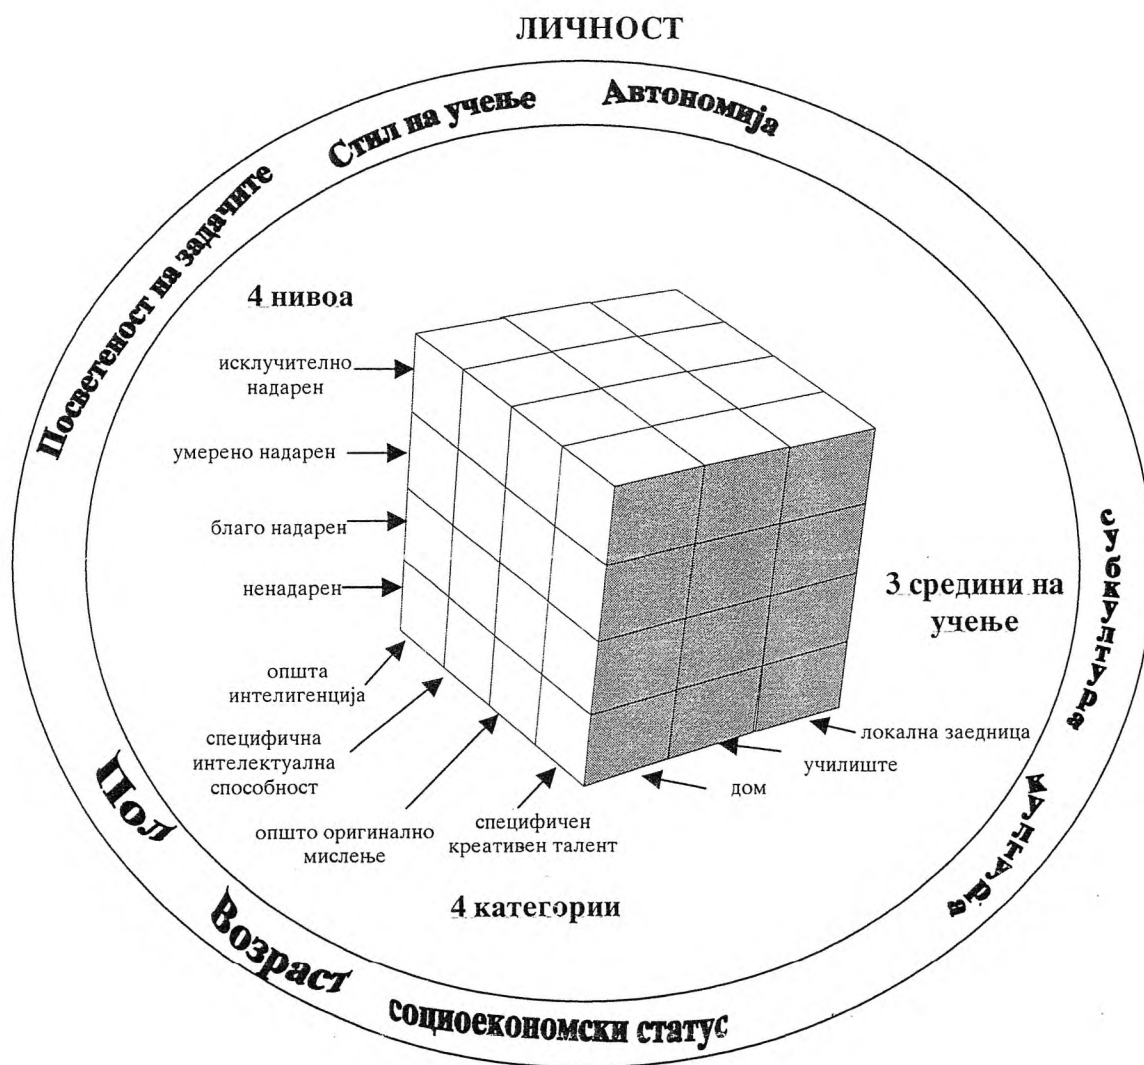 ЛИЧНОСТ
Посветеност на задачите
Стил на учење
Автономија
4 нивоа
исклучително
надарен
умерено надарен
благо надарен
ненадарен
општа
интелигенција
специфична
интелектуална
способност
општо оригинално
мислење
специфичен
креативен талент
4 категории
3 средини на
учење
локална заедница
училиште
дом
субкултура
култура
Пол
Возраст
социоекономски статус